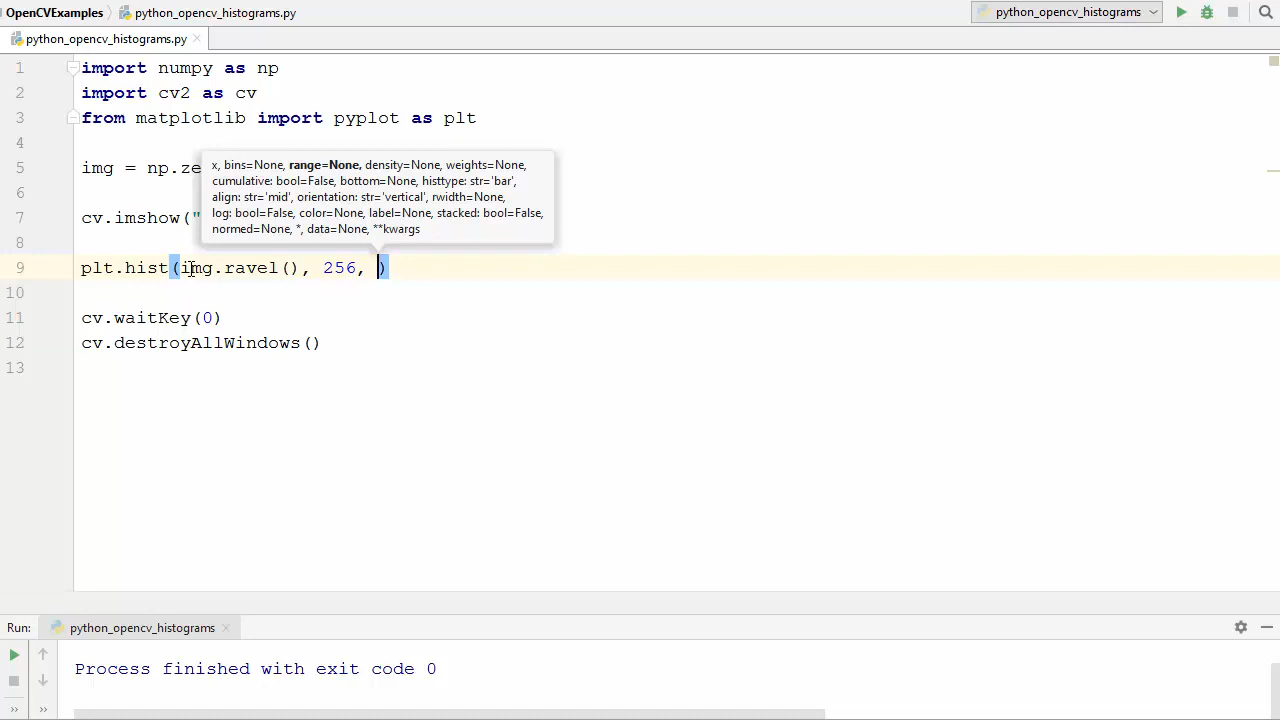 OpenCVExamples python_opencv_histograms.py python_opencv_histograms
python_opencv_histograms.py
1 import numpy as np
2 import cv2 as cv
3 from matplotlib import pyplot as plt
4
x, bins=None, range=None, density=None, weights=None,
5 img = np.ze
cumulative: bool=False, bottom=None, histtype: str='bar',
6
align: str='mid', orientation: str='vertical', rwidth=None,
7 cv.imshow("
log: bool=False, color=None, label=None, stacked: bool=False,
normed=None, *, data=None, **kwargs
8
9 plt.hist(img.ravel(), 256, )
10
11 cv.waitKey(0)
12 cv.destroyAllWindows()
13
Run: python_opencv_histograms
Process finished with exit code 0